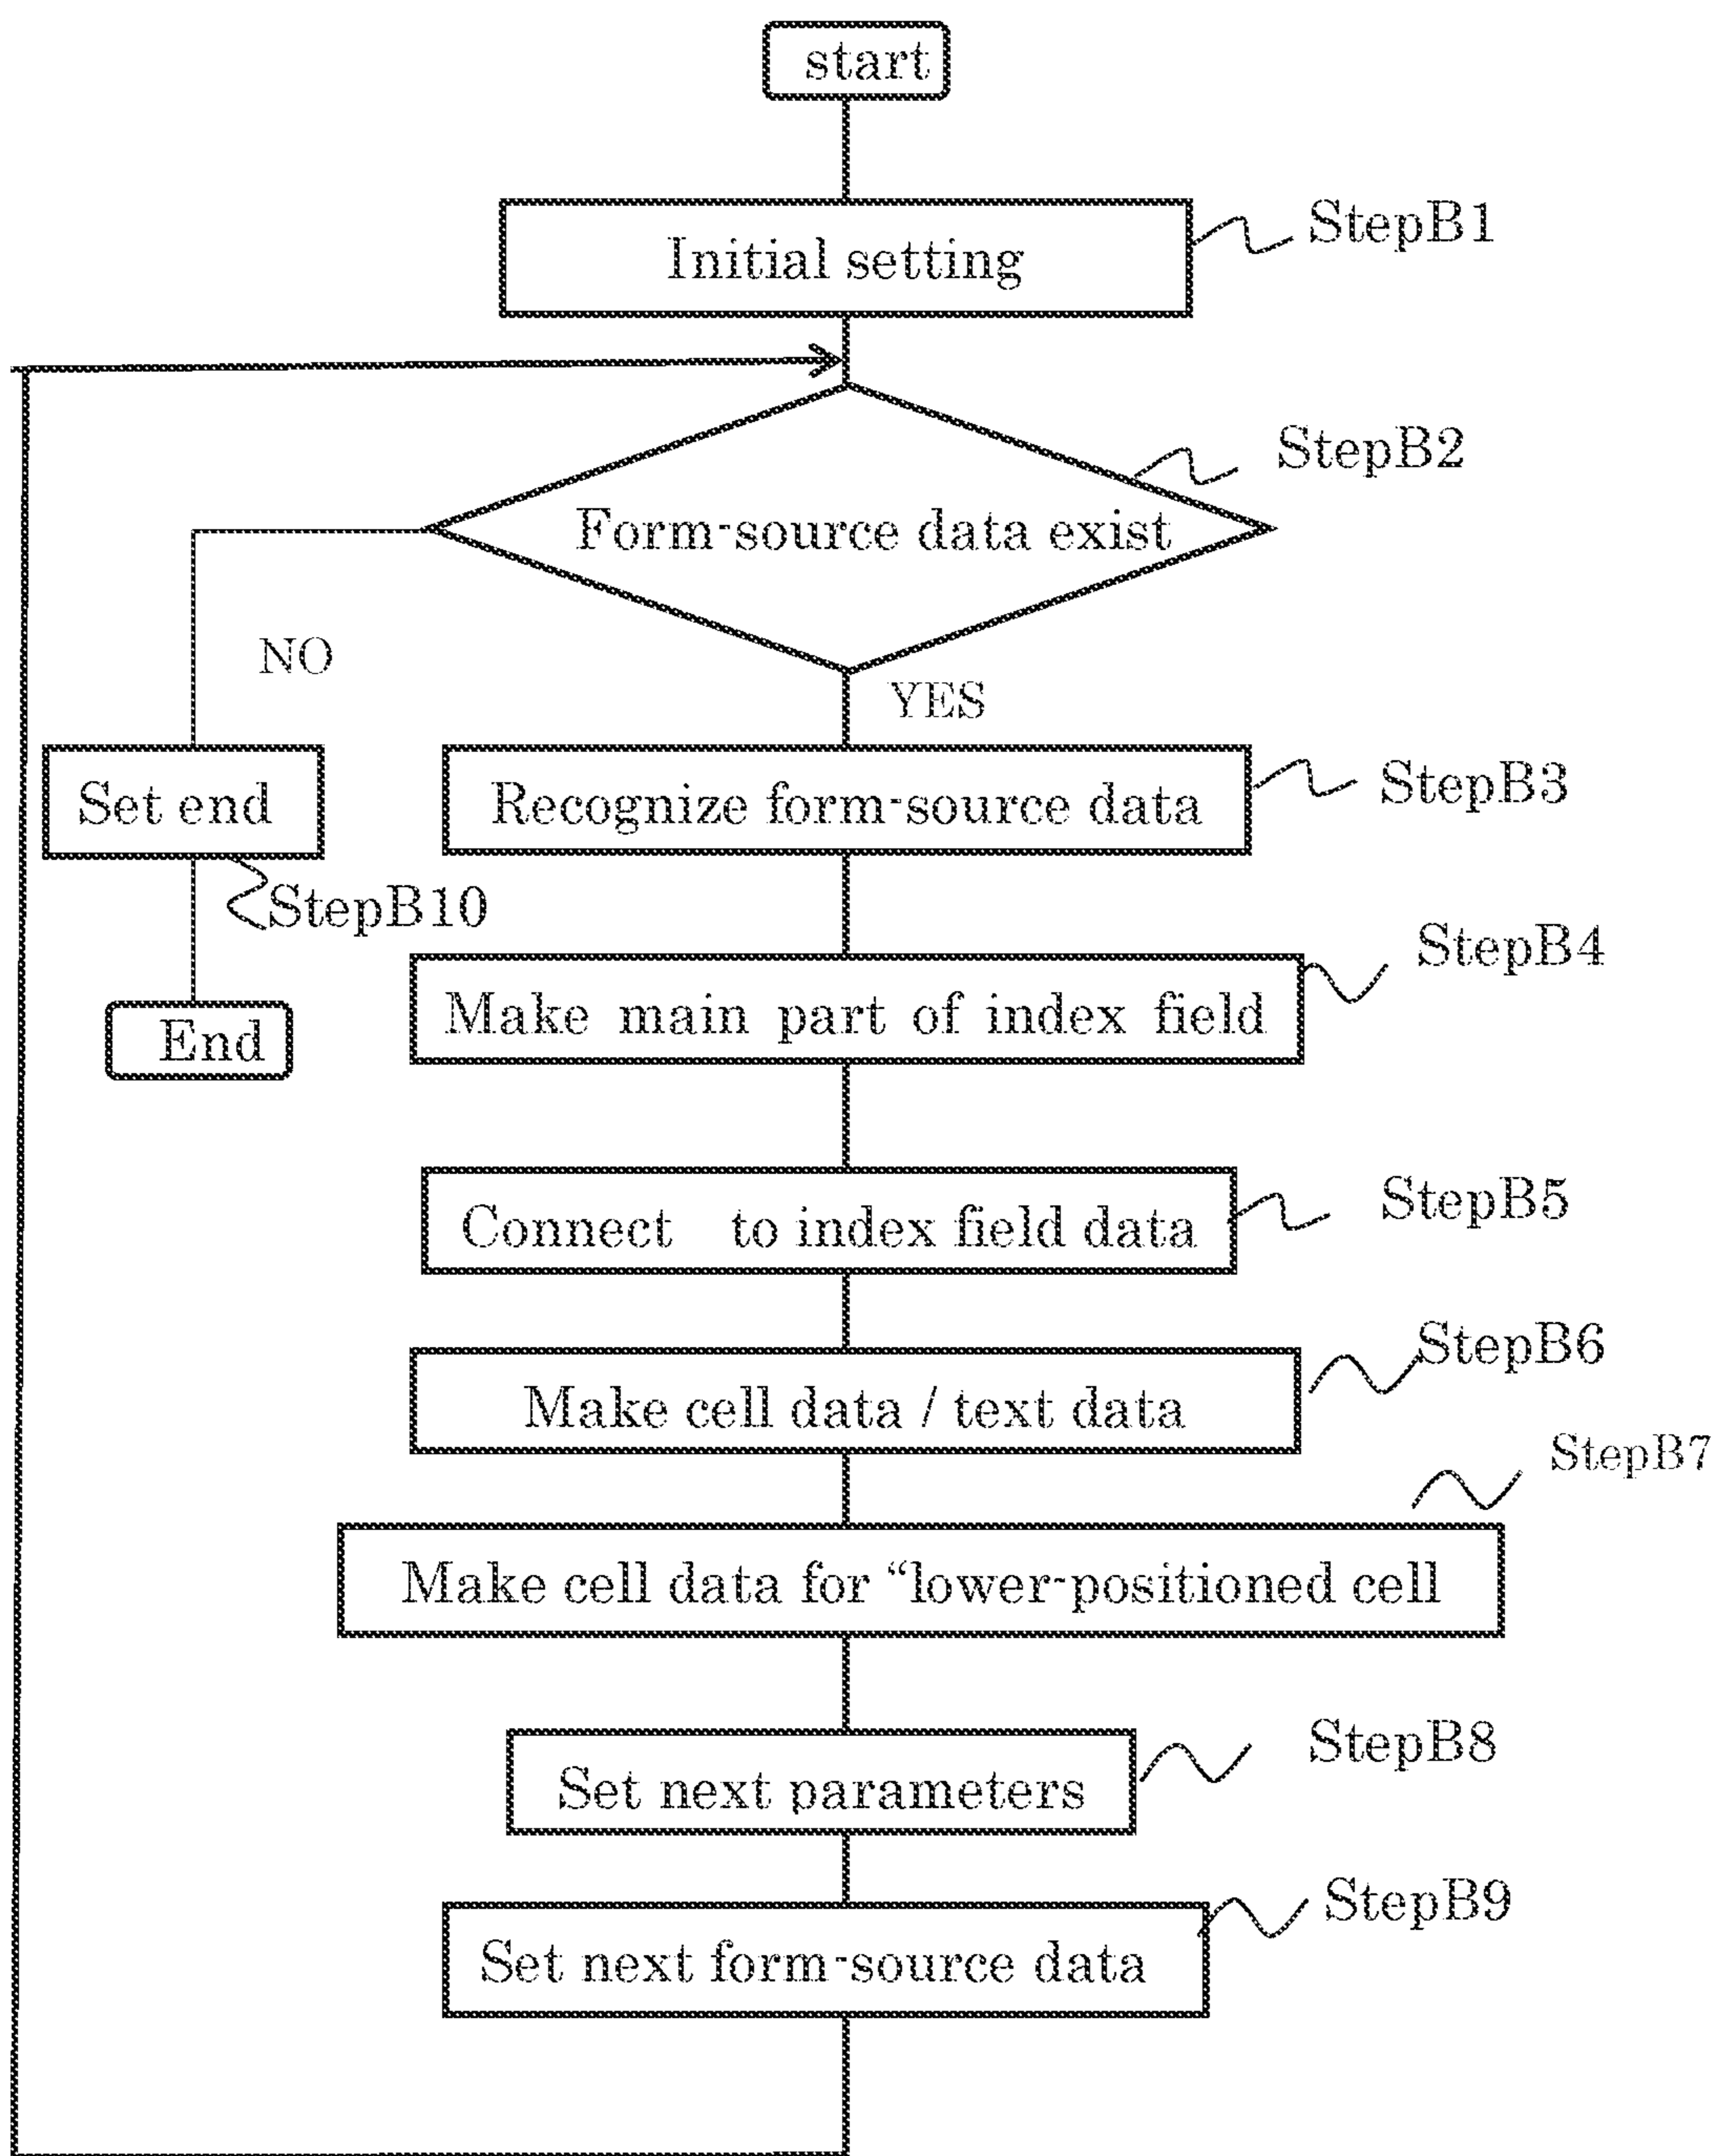 start
Initial setting
StepB1
StepB2
Form-source data exist
NO
YES
Set end
Recognize form-source data
StepB3
StepB10
StepB4
End
Make main part of index field
StepB5
Connect to index field data
StepB6
Make cell data / text data
StepB7
Make cell data for “lower-positioned cell
StepB8
Set next parameters
StepB9
Set next form-source data